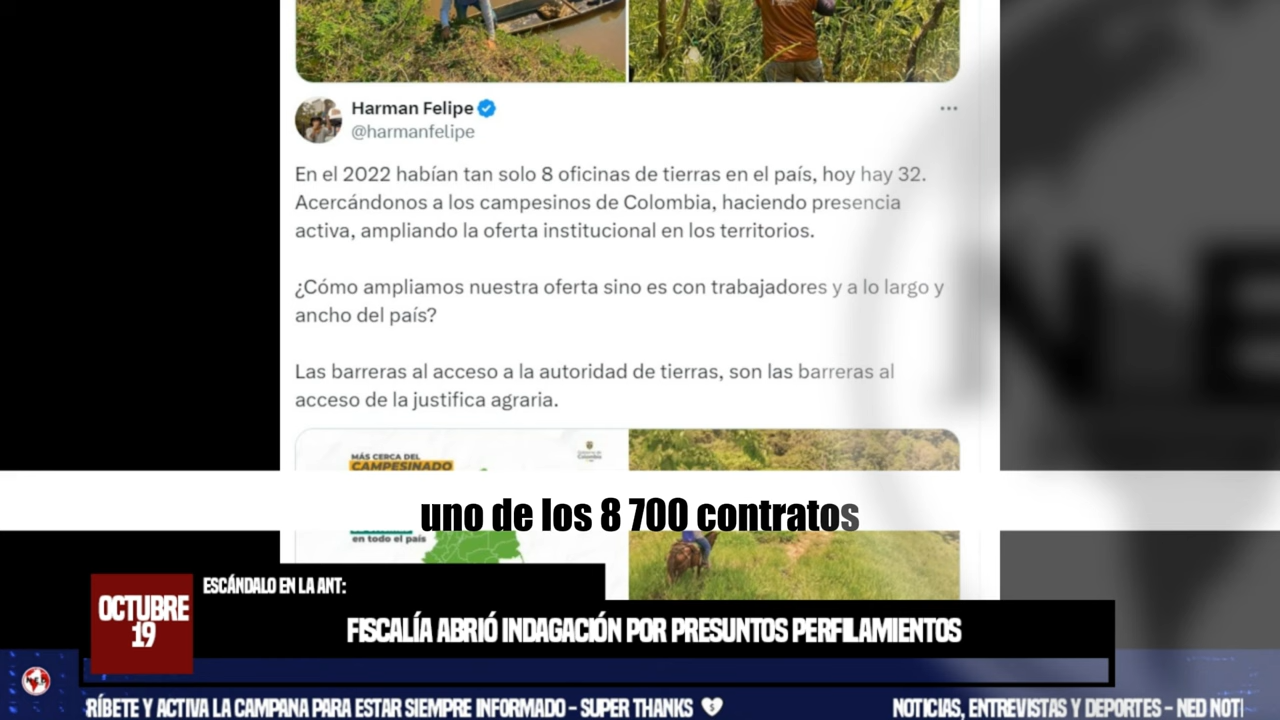 Harman Felipe
@harmanfelipe
En el 2022 habían tan solo 8 oficinas de tierras en el país, hoy hay 32.
Acercándonos a los campesinos de Colombia, haciendo presencia
activa, ampliando la oferta institucional en los territorios.
¿Cómo ampliamos nuestra oferta sino es con trabajadores y a lo largo y
ancho del país?
Las barreras al acceso a la autoridad de tierras, son las barreras al
acceso de la justifica agraria.
MÁS CERCA DEL
CAMPESINADO
uno de los 8 700 contratos
en todo el país
ESCÁNDALO EN LA ANT:
OCTUBRE
19
FISCALÍA ABRIÓ INDAGACIÓN POR PRESUNTOS PERFILAMIENTOS
RÍBETE Y ACTIVA LA CAMPANA PARA ESTAR SIEMPRE INFORMADO - SUPER THANKS
NOTICIAS, ENTREVISTAS Y DEPORTES - NED NOTI